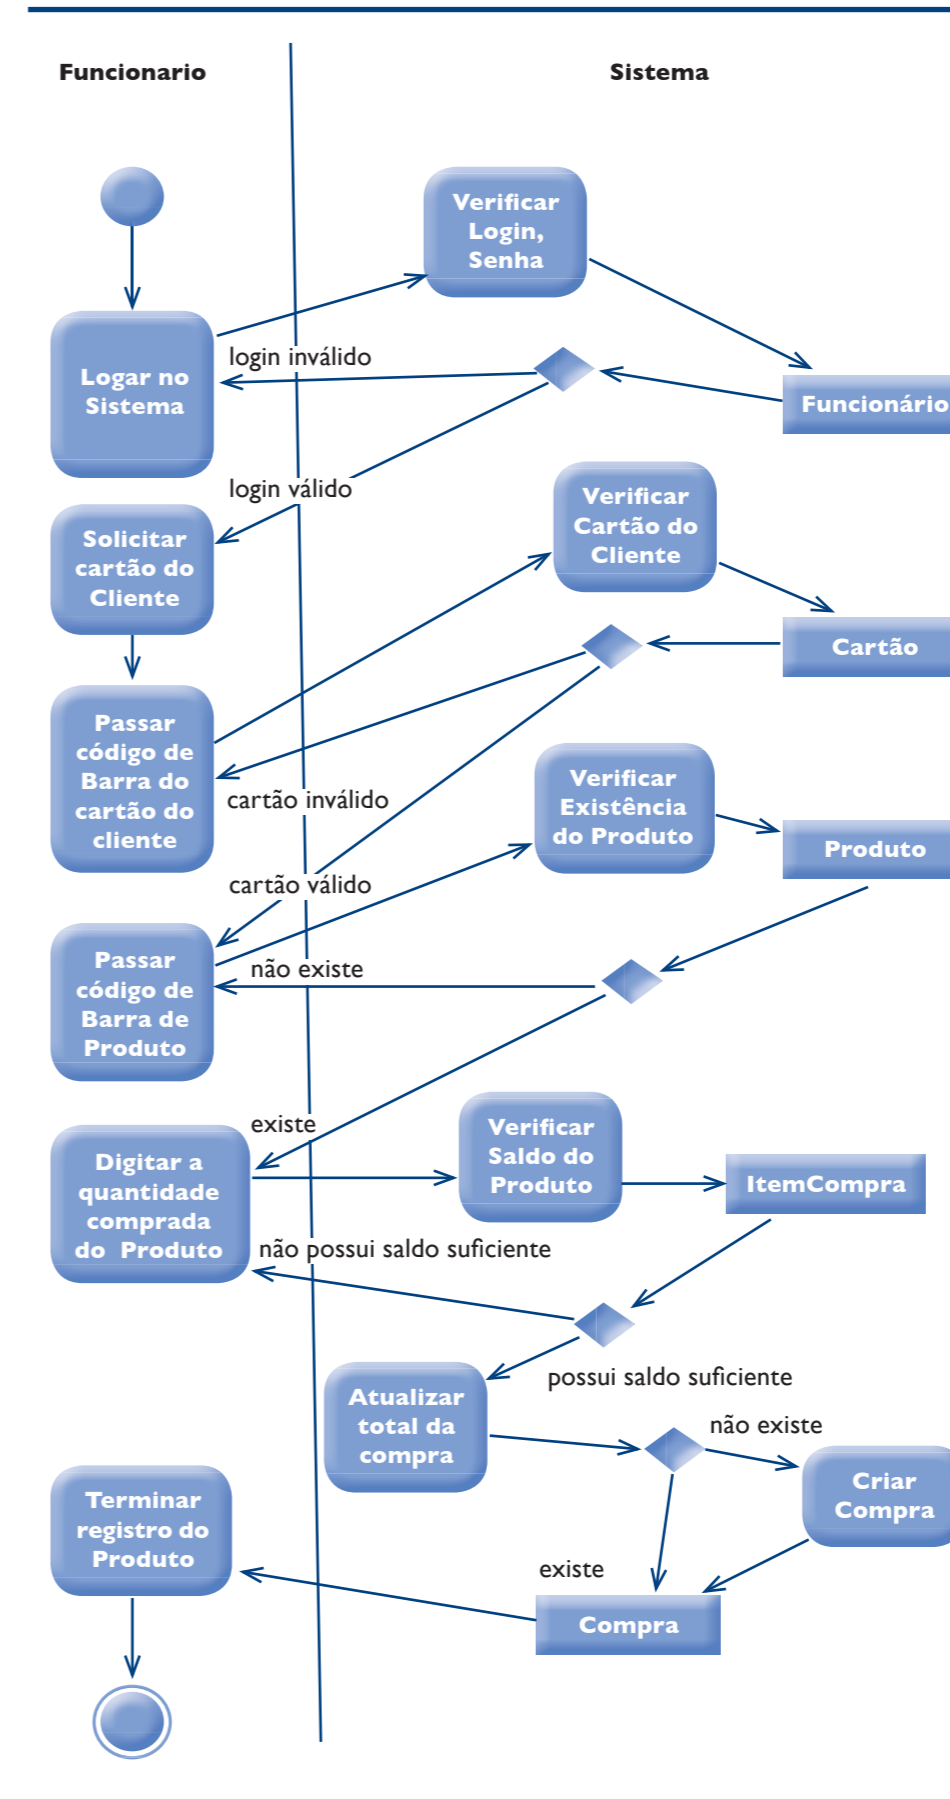 Funcionario
Sistema
Verificar
Login,
Senha
login inválido
Logar no
Sistema
Funcionário
login válido
Verificar
Cartão do
Cliente
Solicitar
cartão do
Cliente
Cartão
Passar
código de
Barra do
cartão do
cliente
cartão inválido
Verificar
Existência
do Produto
Produto
cartão válido
Passar
código de
Barra de
Produto
não existe
existe
Digitar a
quantidade
comprada
do Produto
Verificar
Saldo do
Produto
ItemCompra
não possui saldo suficiente
possui saldo suficiente
Atualizar
total da
compra
não existe
Criar
Compra
Terminar
registro do
Produto
existe
Compra